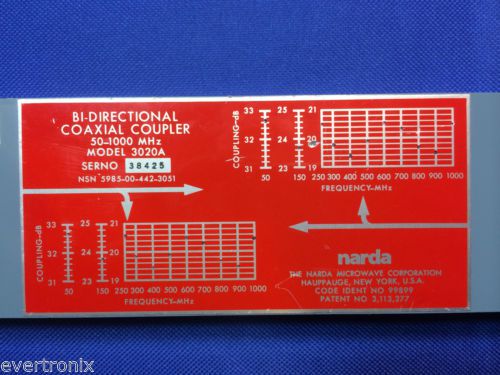 BI-DIRECTIONAL
COAXIAL COUPLER
50-1000 MHz
MODEL 3020A
SERNO 38425
NSN 5985-00-442-3051
COUPLING-dB
33 25 21
32 24 20
31 23 19
50 150 250 300 400 500 600 700 800 900 1000
FREQUENCY-MHz
COUPLING-dB
33 25 21
32 24 20
31 23 19
50 150 250 300 400 500 600 700 800 900 1000
FREQUENCY-MHz
narda
THE NARDA MICROWAVE CORPORATION
HAUPPAUGE, NEW YORK, U.S.A.
CODE IDENT NO 99899
PATENT NO 3,113,277
evertronix